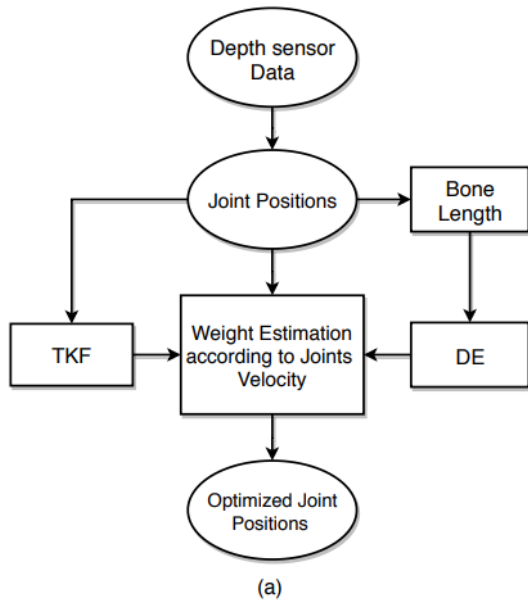 Depth sensor
Data
Joint Positions
Bone
Length
TKF
Weight Estimation
according to Joints
Velocity
DE
Optimized Joint
Positions
(a)